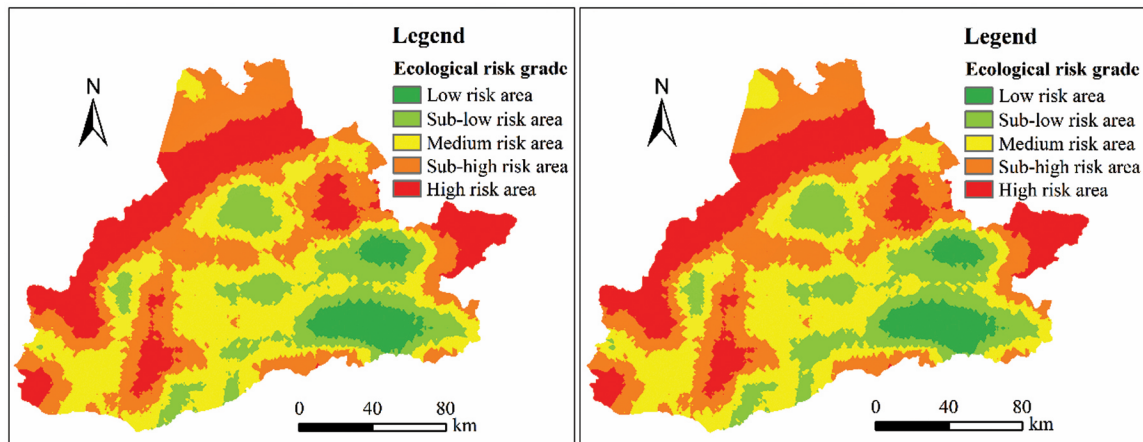 Legend
N
Ecological risk grade
Low risk area
Sub-low risk area
Medium risk area
Sub-high risk area
High risk area
0 40 80
km
Legend
N
Ecological risk grade
Low risk area
Sub-low risk area
Medium risk area
Sub-high risk area
High risk area
0 40 80
km